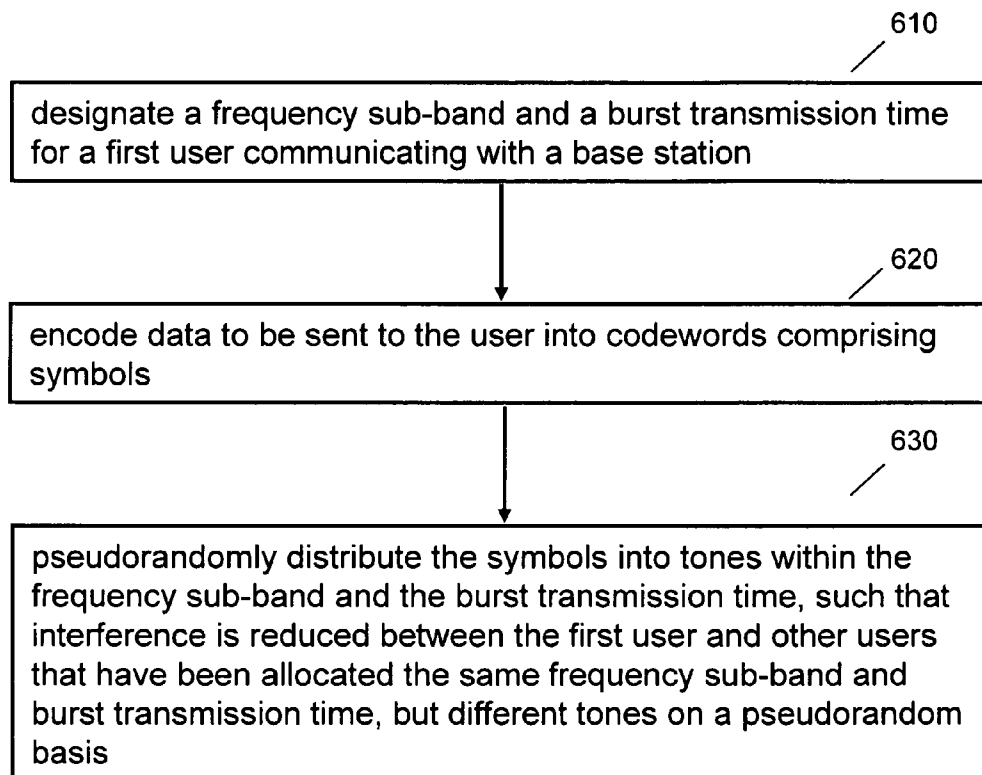 610
designate a frequency sub-band and a burst transmission time
for a first user communicating with a base station
620
encode data to be sent to the user into codewords comprising
symbols
630
pseudorandomly distribute the symbols into tones within the
frequency sub-band and the burst transmission time, such that
interference is reduced between the first user and other users
that have been allocated the same frequency sub-band and
burst transmission time, but different tones on a pseudorandom
basis